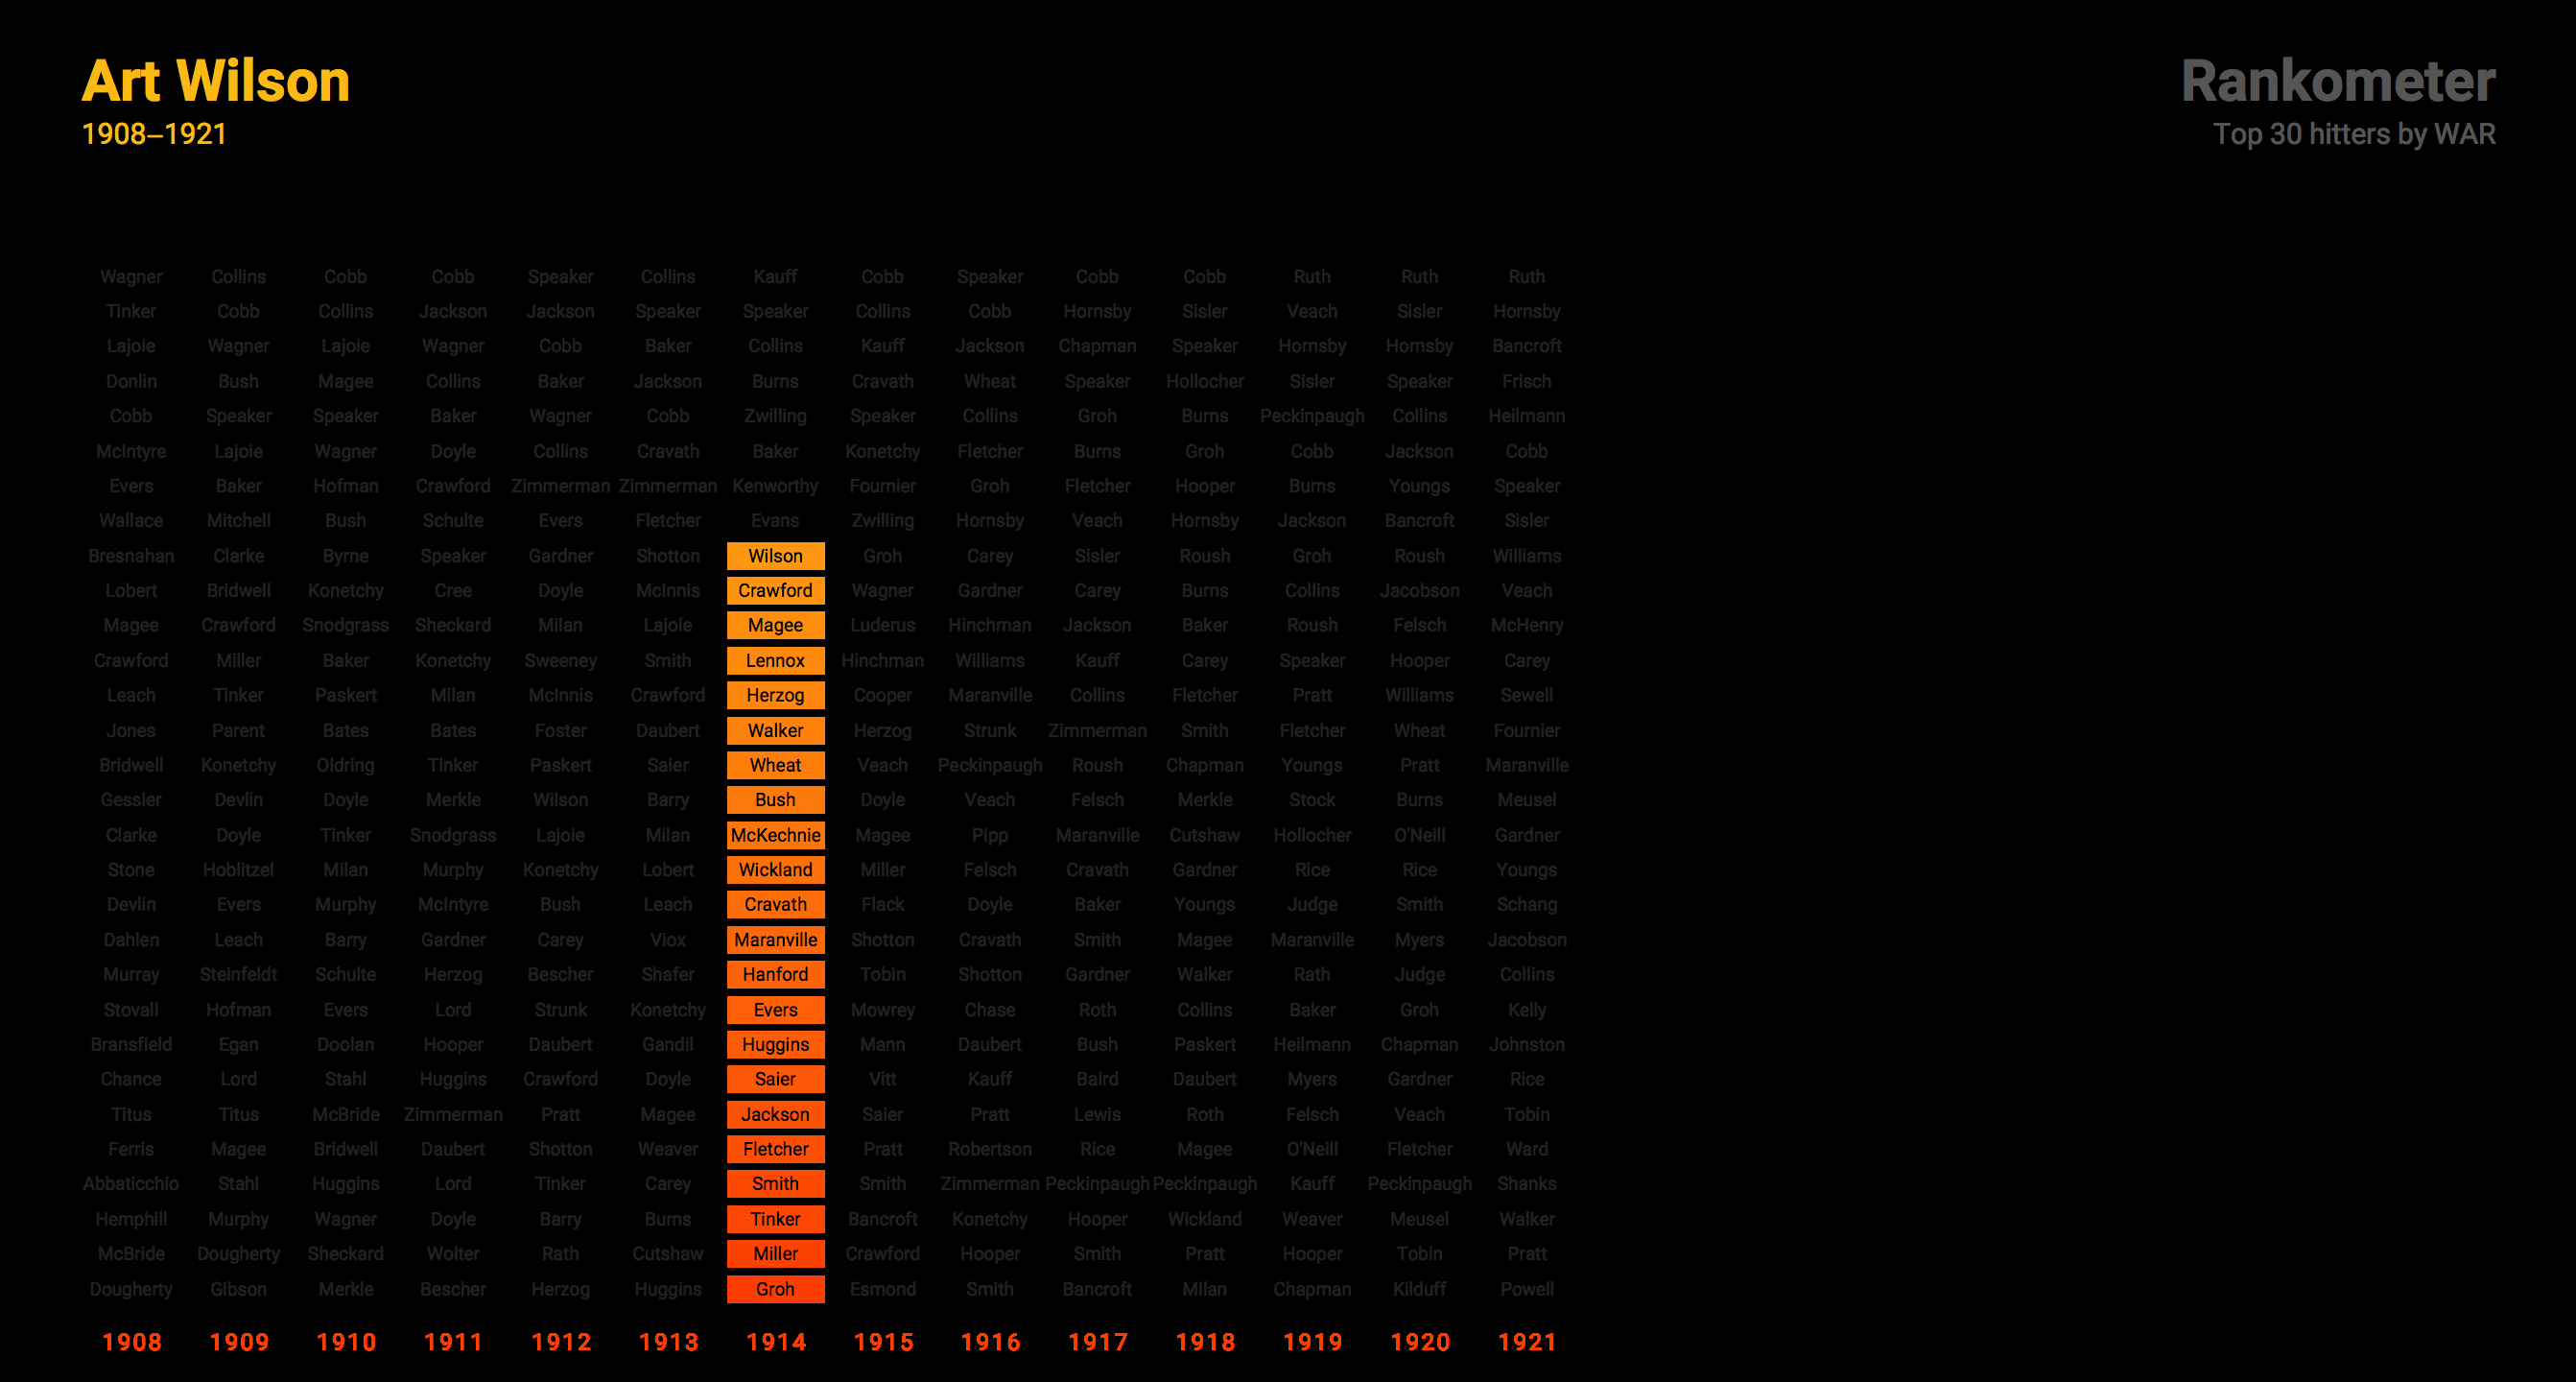 Art Wilson
1908–1921
Rankometer
Top 30 hitters by WAR
Wagner Collins Cobb Cobb Speaker Collins Kauff Cobb Speaker Cobb Cobb Ruth Ruth Ruth
Tinker Cobb Collins Jackson Jackson Speaker Speaker Collins Cobb Hornsby Sisler Veach Sisler Hornsby
Lajoie Wagner Lajoie Wagner Cobb Baker Collins Kauff Jackson Chapman Speaker Hornsby Hornsby Bancroft
Donlin Bush Magee Collins Baker Jackson Burns Cravath Wheat Speaker Hollocher Sisler Speaker Frisch
Cobb Speaker Speaker Baker Wagner Cobb Zwilling Speaker Collins Groh Burns Peckinpaugh Collins Heilmann
McIntyre Lajoie Wagner Doyle Collins Cravath Baker Konetchy Fletcher Burns Groh Cobb Jackson Cobb
Evers Baker Hofman Crawford Zimmerman Zimmerman Kenworthy Fournier Groh Fletcher Hooper Burns Youngs Speaker
Wallace Mitchell Bush Schulte Evers Fletcher Evans Zwilling Hornsby Veach Hornsby Jackson Bancroft Sisler
Bresnahan Clarke Byrne Speaker Gardner Shotton Wilson Groh Carey Sisler Roush Groh Roush Williams
Lobert Bridwell Konetchy Cree Doyle McInnis Crawford Wagner Gardner Carey Burns Collins Jacobson Veach
Magee Crawford Snodgrass Sheckard Milan Lajoie Magee Luderus Hinchman Jackson Baker Roush Felsch McHenry
Crawford Miller Baker Konetchy Sweeney Smith Lennox Hinchman Williams Kauff Carey Speaker Hooper Carey
Leach Tinker Paskert Milan McInnis Crawford Herzog Cooper Maranville Collins Fletcher Pratt Williams Sewell
Jones Parent Bates Bates Foster Daubert Walker Herzog Strunk Zimmerman Smith Fletcher Wheat Fournier
Bridwell Konetchy Oldring Tinker Paskert Saier Wheat Veach Peckinpaugh Roush Chapman Youngs Pratt Maranville
Gessler Devlin Doyle Merkle Wilson Barry Bush Doyle Veach Felsch Merkle Stock Burns Meusel
Clarke Doyle Tinker Snodgrass Lajoie Milan McKechnie Magee Pipp Maranville Cutshaw Hollocher O'Neill Gardner
Stone Hoblitzel Milan Murphy Konetchy Lobert Wickland Miller Felsch Cravath Gardner Rice Rice Youngs
Devlin Evers Murphy McIntyre Bush Leach Cravath Flack Doyle Baker Youngs Judge Smith Schang
Dahlen Leach Barry Gardner Carey Viox Maranville Shotton Cravath Smith Magee Maranville Myers Jacobson
Murray Steinfeldt Schulte Herzog Bescher Shafer Hanford Tobin Shotton Gardner Walker Rath Judge Collins
Stovall Hofman Evers Lord Strunk Konetchy Evers Mowrey Chase Roth Collins Baker Groh Kelly
Bransfield Egan Doolan Hooper Daubert Gandil Huggins Mann Daubert Bush Paskert Heilmann Chapman Johnston
Chance Lord Stahl Huggins Crawford Doyle Saier Vitt Kauff Baird Daubert Myers Gardner Rice
Titus Titus McBride Zimmerman Pratt Magee Jackson Saier Pratt Lewis Roth Felsch Veach Tobin
Ferris Magee Bridwell Daubert Shotton Weaver Fletcher Pratt Robertson Rice Magee O'Neill Fletcher Ward
Abbaticchio Stahl Huggins Lord Tinker Carey Smith Smith Zimmerman Peckinpaugh Peckinpaugh Kauff Peckinpaugh Shanks
Hemphill Murphy Wagner Doyle Barry Burns Tinker Bancroft Konetchy Hooper Wickland Weaver Meusel Walker
McBride Dougherty Sheckard Wolter Rath Cutshaw Miller Crawford Hooper Smith Pratt Hooper Tobin Pratt
Dougherty Gibson Merkle Bescher Herzog Huggins Groh Esmond Smith Bancroft Milan Chapman Kilduff Powell
1908 1909 1910 1911 1912 1913 1914 1915 1916 1917 1918 1919 1920 1921